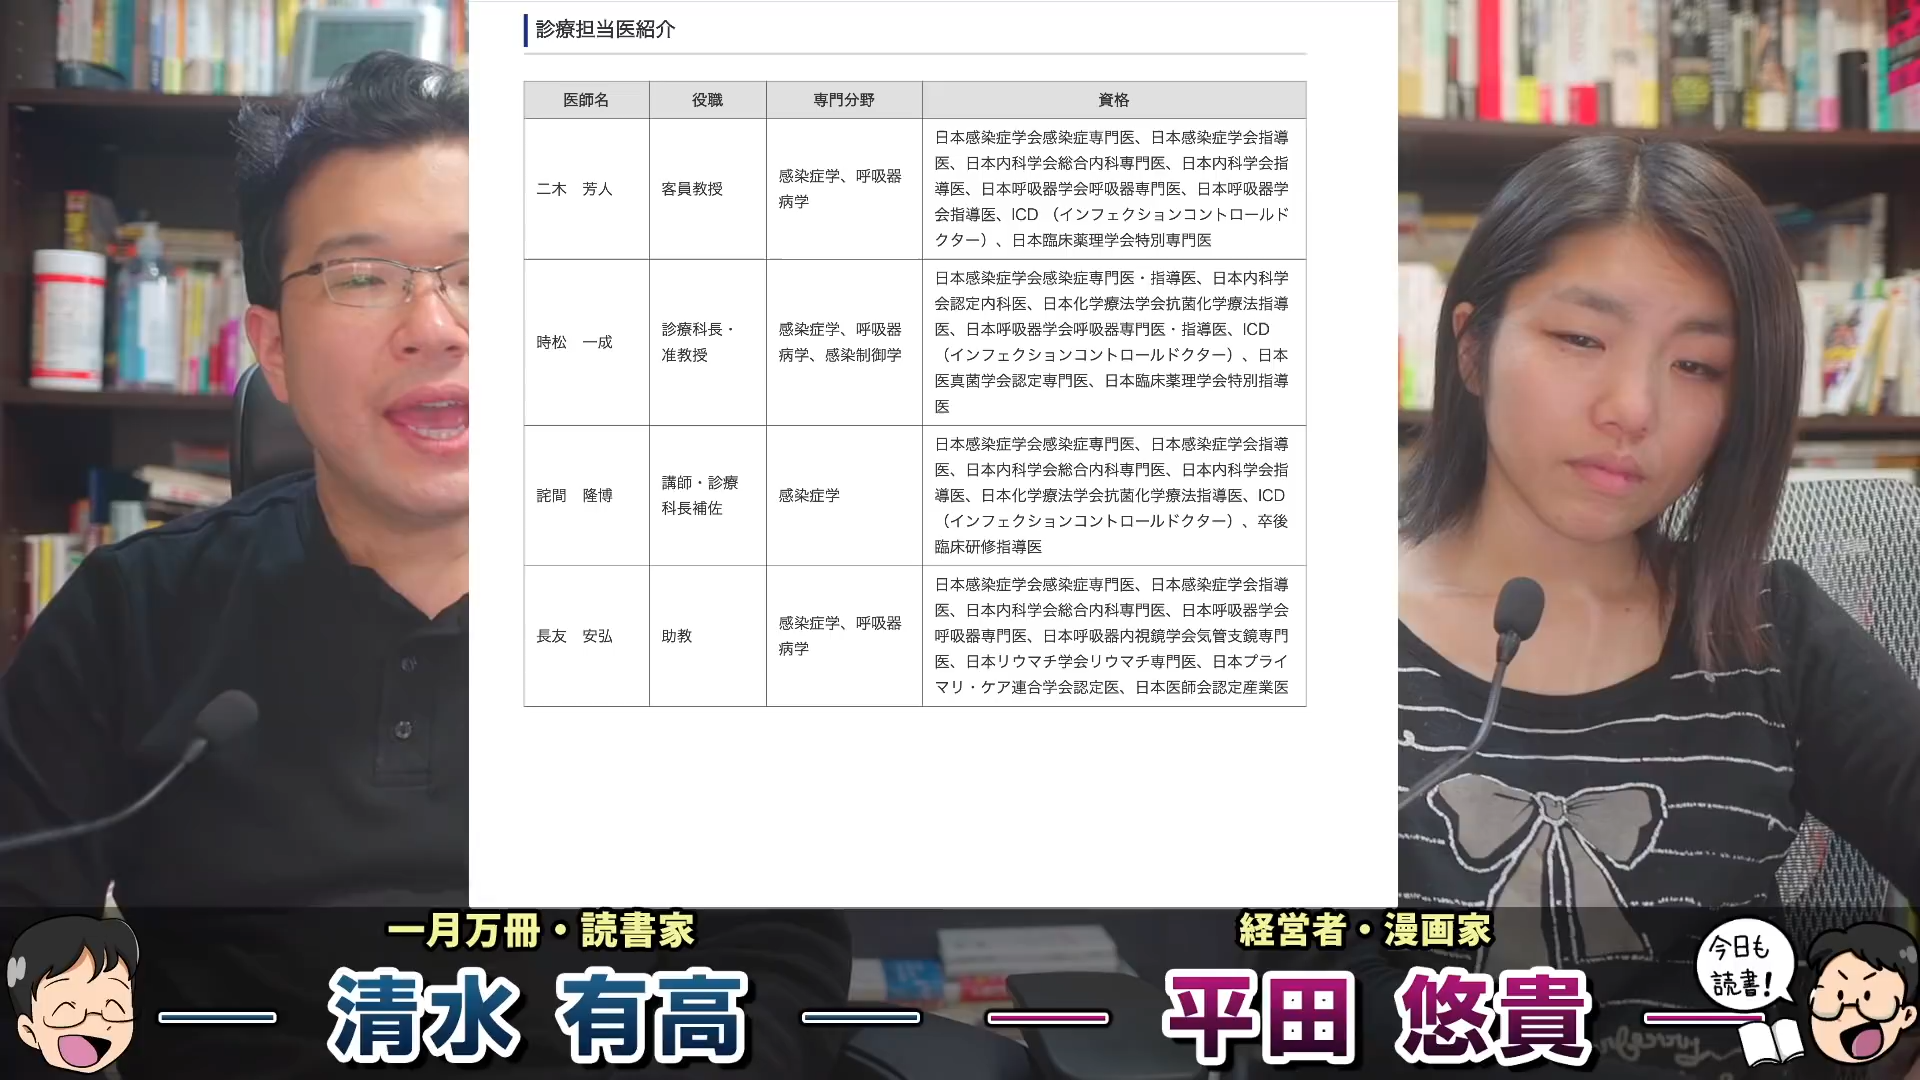 診療担当医紹介
医師名 役職 専門分野 資格
二木　芳人
客員教授
感染症学、呼吸器
病学
日本感染症学会感染症専門医、日本感染症学会指導
医、日本内科学会総合内科専門医、日本内科学会指
導医、日本呼吸器学会呼吸器専門医、日本呼吸器学
会指導医、ICD （インフェクションコントロールド
クター）、日本臨床薬理学会特別専門医
時松　一成
診療科長・
准教授
感染症学、呼吸器
病学、感染制御学
日本感染症学会感染症専門医・指導医、日本内科学
会認定内科医、日本化学療法学会抗菌化学療法指導
医、日本呼吸器学会呼吸器専門医・指導医、ICD
（インフェクションコントロールドクター）、日本
医真菌学会認定専門医、日本臨床薬理学会特別指導
医
詫間　隆博
講師・診療
科長補佐
感染症学
日本感染症学会感染症専門医、日本感染症学会指導
医、日本内科学会総合内科専門医、日本内科学会指
導医、日本化学療法学会抗菌化学療法指導医、ICD
（インフェクションコントロールドクター）、卒後
臨床研修指導医
長友　安弘
助教
感染症学、呼吸器
病学
日本感染症学会感染症専門医、日本感染症学会指導
医、日本内科学会総合内科専門医、日本呼吸器学会
呼吸器専門医、日本呼吸器内視鏡学会気管支鏡専門
医、日本リウマチ学会リウマチ専門医、日本プライ
マリ・ケア連合学会認定医、日本医師会認定産業医
一月万冊・読書家
清水 有高
経営者・漫画家
平田 悠貴
今日も
読書!